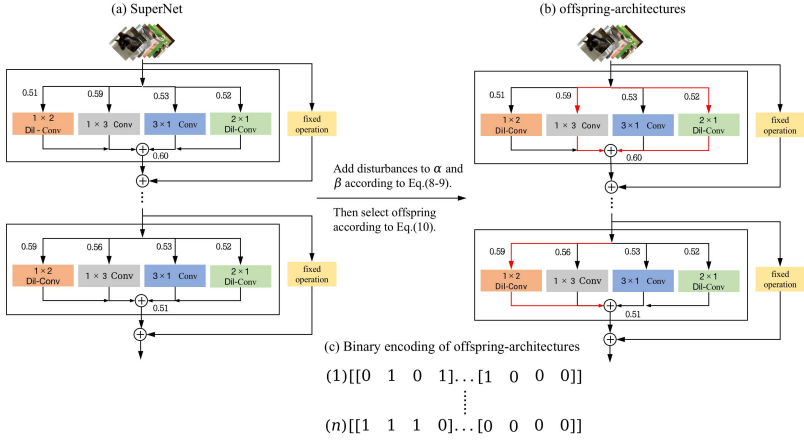 (a) SuperNet
0.51
0.59
0.53
0.52
1×2
Dil-Conv
1×3 Conv
3×1 Conv
2×1
Dil-Conv
fixed
operation
0.60
0.59
0.56
0.53
0.52
1×2
Dil-Conv
1×3 Conv
3×1 Conv
2×1
Dil-Conv
fixed
operation
0.51
Add disturbances to α and
β according to Eq.(8-9).
Then select offspring
according to Eq.(10).
(b) offspring-architectures
0.51
0.59
0.53
0.52
1×2
Dil-Conv
1×3 Conv
3×1 Conv
2×1
Dil-Conv
fixed
operation
0.60
0.59
0.56
0.53
0.52
1×2
Dil-Conv
1×3 Conv
3×1 Conv
2×1
Dil-Conv
fixed
operation
0.51
(c) Binary encoding of offspring-architectures
(1)[[0 1 0 1]...[1 0 0 0]]
(n)[[1 1 1 0]...[0 0 0 0]]